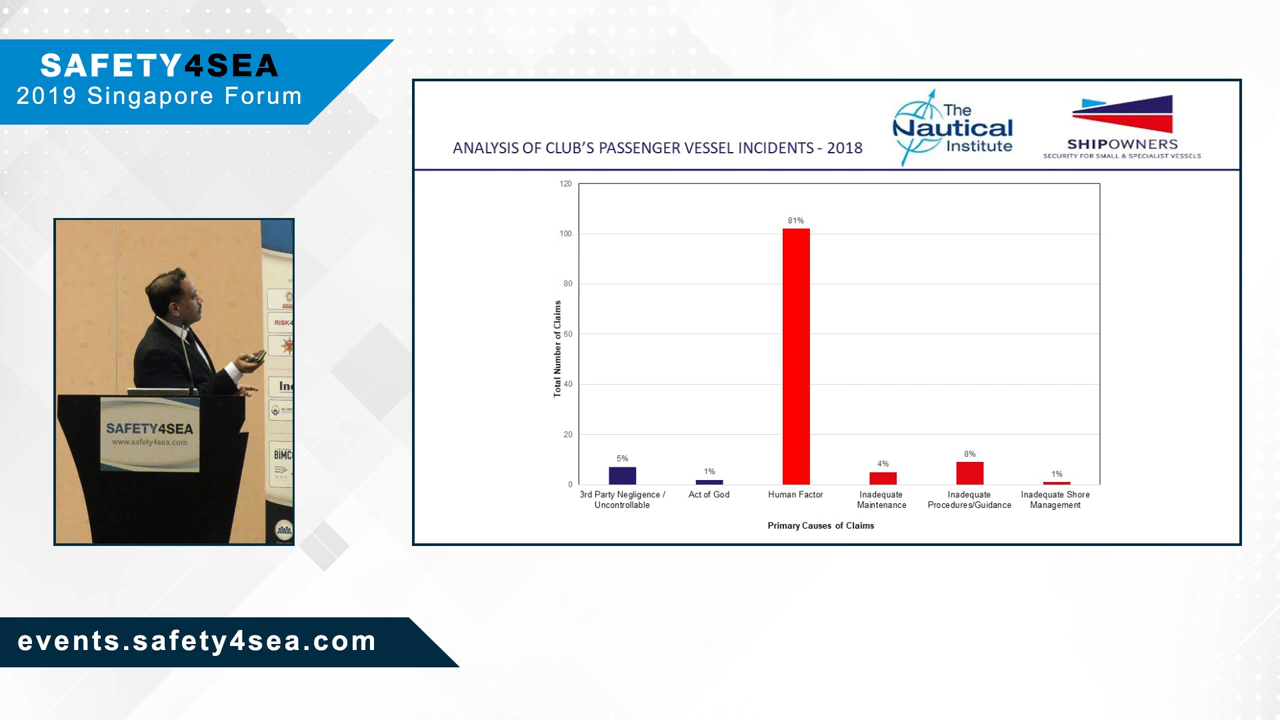 SAFETY4SEA
2019 Singapore Forum
The
Nautical
Institute
SHIPOWNERS
SECURITY FOR SMALL & SPECIALIST VESSELS
ANALYSIS OF CLUB'S PASSENGER VESSEL INCIDENTS - 2018
Total Number of Claims
120
100
80
60
40
20
0
5%
1%
81%
4%
8%
1%
3rd Party Negligence /
Uncontrollable
Act of God
Human Factor
Inadequate
Maintenance
Inadequate
Procedures/Guidance
Inadequate Shore
Management
Primary Causes of Claims
SAFETY4SEA
www.safety4sea.com
RISK4
In
BIMCO
events.safety4sea.com